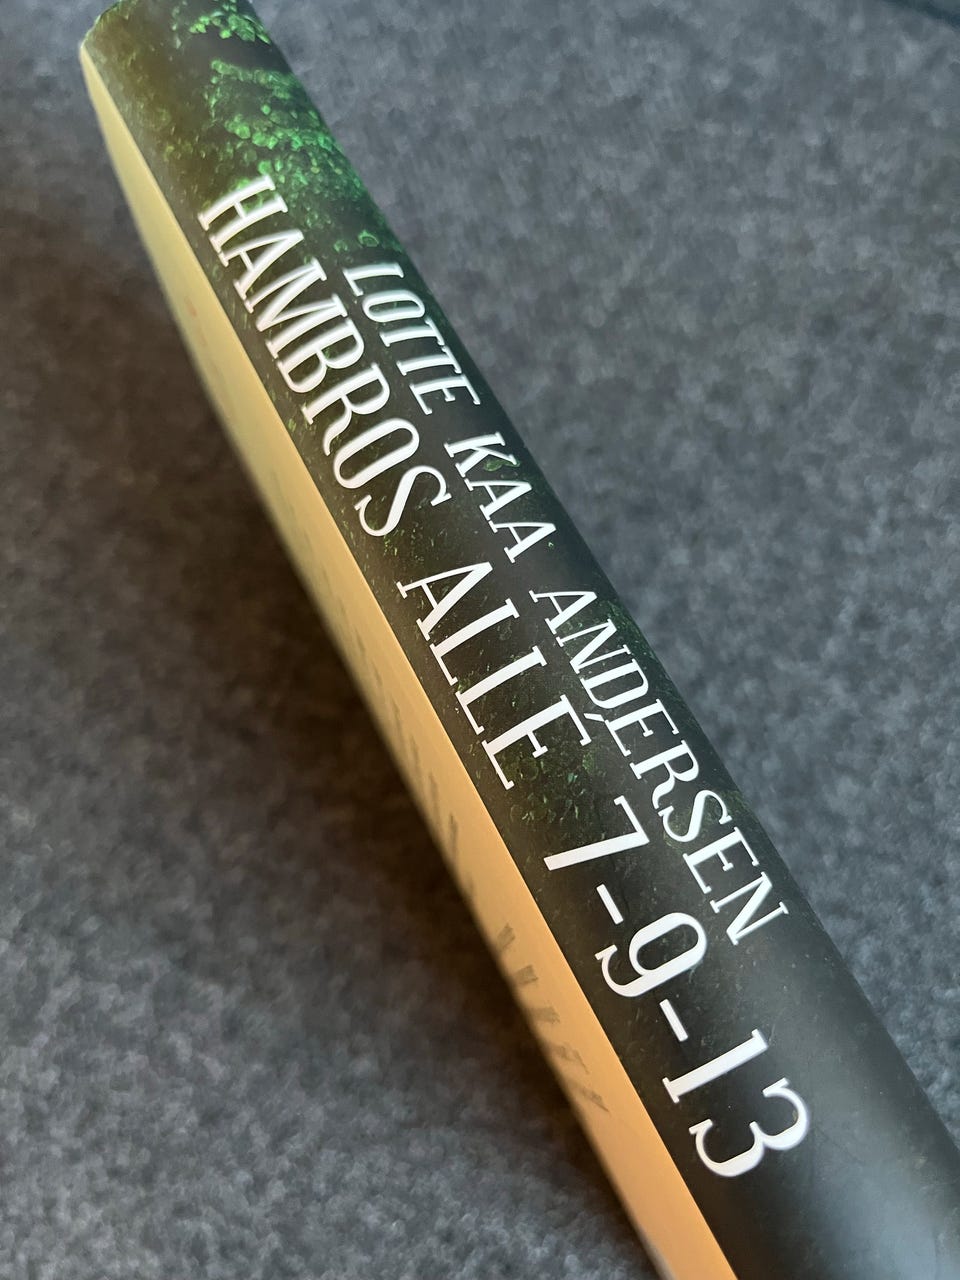 LOTTE KAA ANDERSEN
HAMBROS ALLÉ 7-9-13